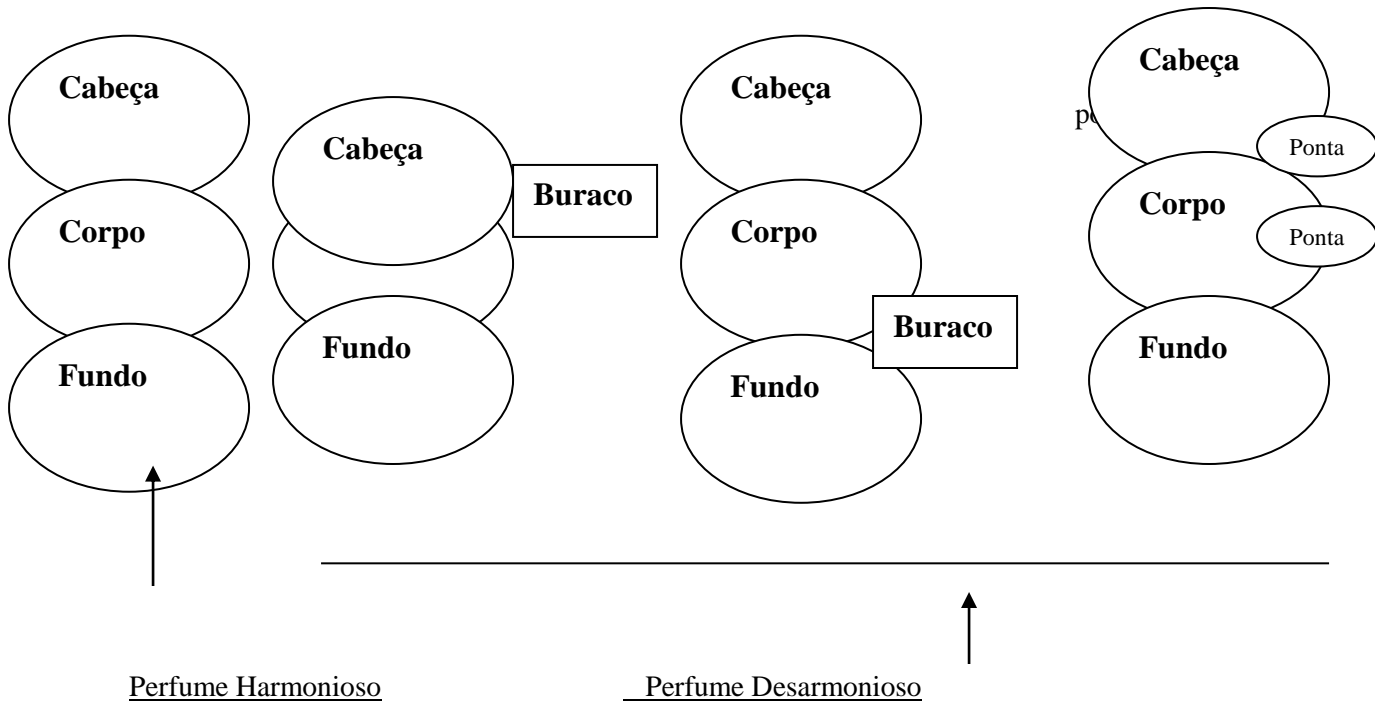 Cabeça
Corpo
Fundo
Cabeça
Buraco
Fundo
Cabeça
Corpo
Buraco
Fundo
Cabeça
Ponta
Corpo
Ponta
Fundo
Perfume Harmonioso
Perfume Desarmonioso